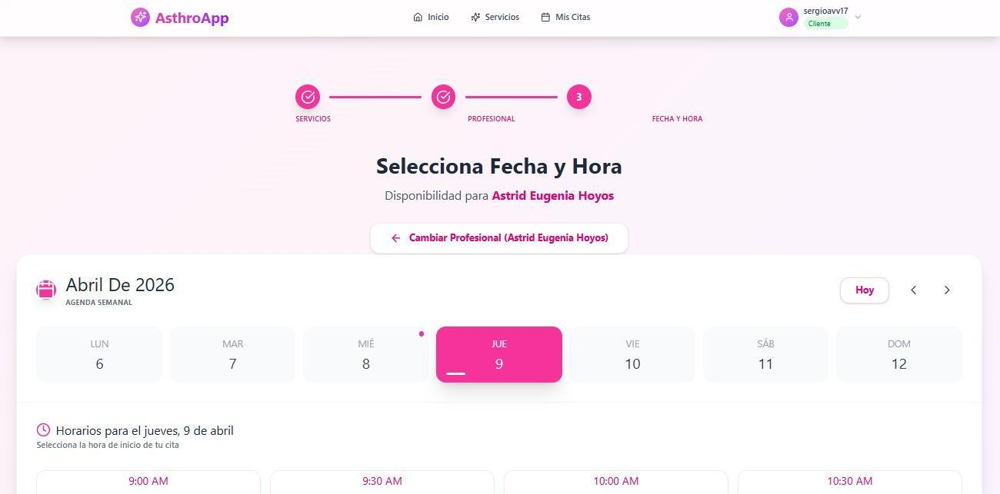 AsthroApp
Inicio
Servicios
Mis Citas
sergioavv17
Cliente
3
SERVICIOS
PROFESIONAL
FECHA Y HORA
Selecciona Fecha y Hora
Disponibilidad para Astrid Eugenia Hoyos
Cambiar Profesional (Astrid Eugenia Hoyos)
Abril De 2026
AGENDA SEMANAL
Hoy
LUN
6
MAR
7
MIÉ
8
JUE
9
VIE
10
SÁB
11
DOM
12
Horarios para el jueves, 9 de abril
Selecciona la hora de inicio de tu cita
9:00 AM
9:30 AM
10:00 AM
10:30 AM